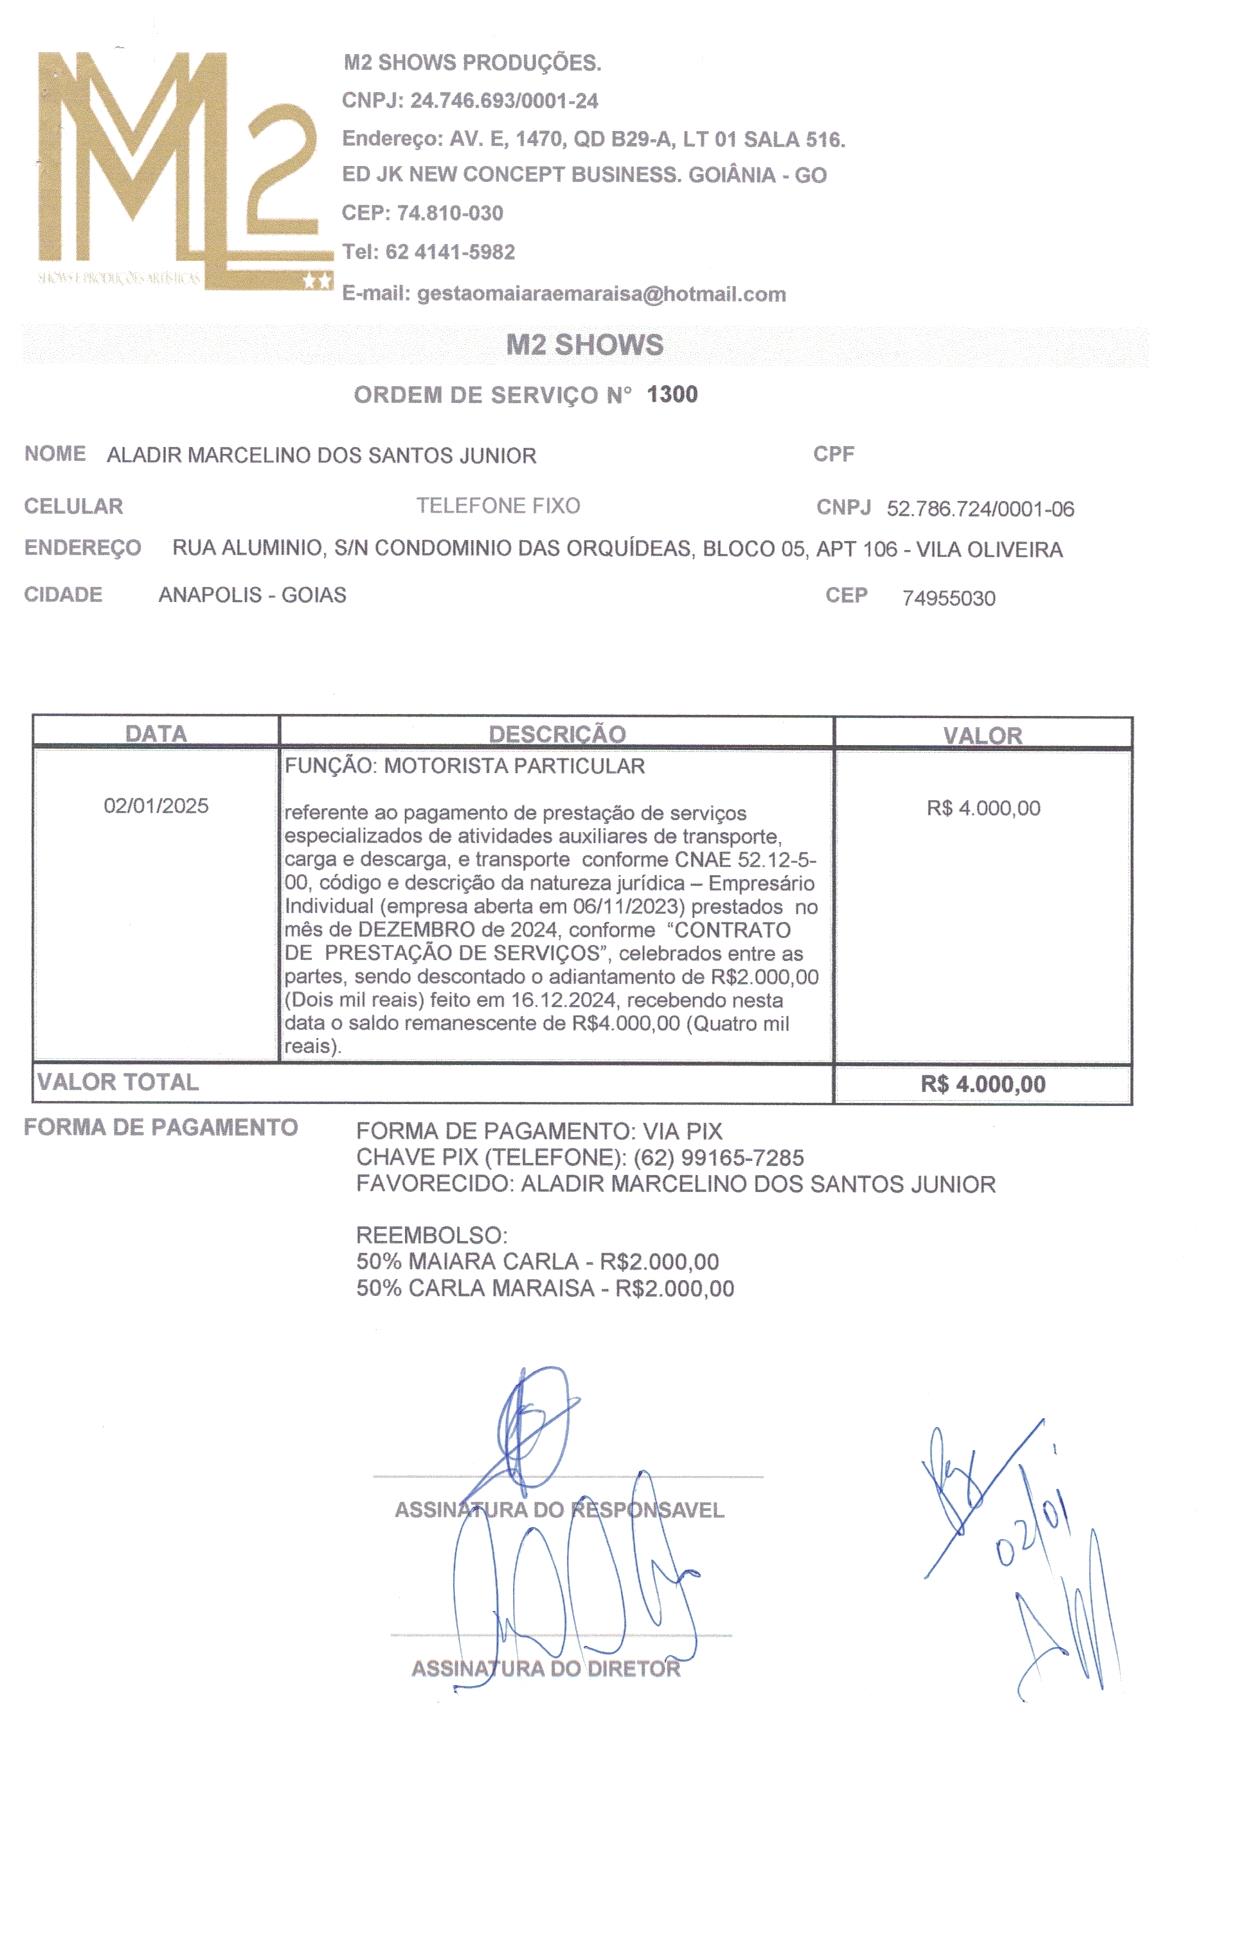 M2
SHOWS E PRODUÇÕES ARTÍSTICAS
M2 SHOWS PRODUÇÕES.
CNPJ: 24.746.693/0001-24
Endereço: AV. E, 1470, QD B29-A, LT 01 SALA 516.
ED JK NEW CONCEPT BUSINESS. GOIÂNIA - GO
CEP: 74.810-030
Tel: 62 4141-5982
E-mail: gestaomaiaraemaraisa@hotmail.com
M2 SHOWS
ORDEM DE SERVIÇO N° 1300
NOME ALADIR MARCELINO DOS SANTOS JUNIOR CPF
CELULAR TELEFONE FIXO CNPJ 52.786.724/0001-06
ENDEREÇO RUA ALUMINIO, S/N CONDOMINIO DAS ORQUÍDEAS, BLOCO 05, APT 106 - VILA OLIVEIRA
CIDADE ANAPOLIS - GOIAS CEP 74955030
DATA DESCRIÇÃO VALOR
FUNÇÃO: MOTORISTA PARTICULAR
02/01/2025 referente ao pagamento de prestação de serviços R$ 4.000,00
especializados de atividades auxiliares de transporte,
carga e descarga, e transporte conforme CNAE 52.12-5-
00, código e descrição da natureza jurídica – Empresário
Individual (empresa aberta em 06/11/2023) prestados no
mês de DEZEMBRO de 2024, conforme “CONTRATO
DE PRESTAÇÃO DE SERVIÇOS”, celebrados entre as
partes, sendo descontado o adiantamento de R$2.000,00
(Dois mil reais) feito em 16.12.2024, recebendo nesta
data o saldo remanescente de R$4.000,00 (Quatro mil
reais).
VALOR TOTAL R$ 4.000,00
FORMA DE PAGAMENTO FORMA DE PAGAMENTO: VIA PIX
CHAVE PIX (TELEFONE): (62) 99165-7285
FAVORECIDO: ALADIR MARCELINO DOS SANTOS JUNIOR
REEMBOLSO:
50% MAIARA CARLA - R$2.000,00
50% CARLA MARAISA - R$2.000,00
ASSINATURA DO RESPONSAVEL
02/01
ASSINATURA DO DIRETOR